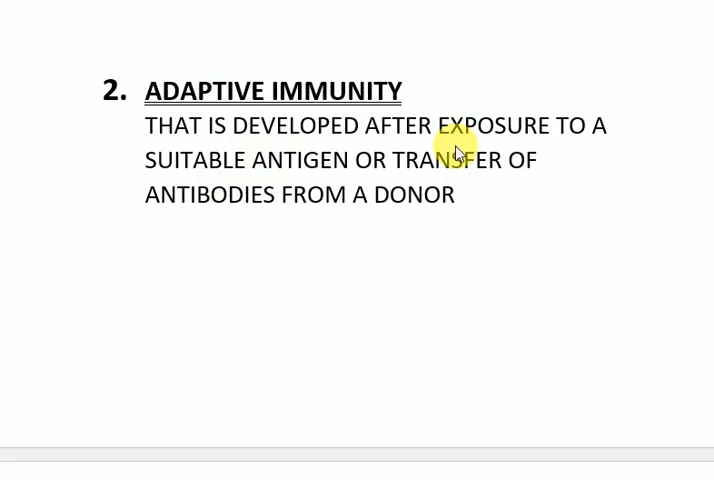 2. ADAPTIVE IMMUNITY
THAT IS DEVELOPED AFTER EXPOSURE TO A
SUITABLE ANTIGEN OR TRANSFER OF
ANTIBODIES FROM A DONOR